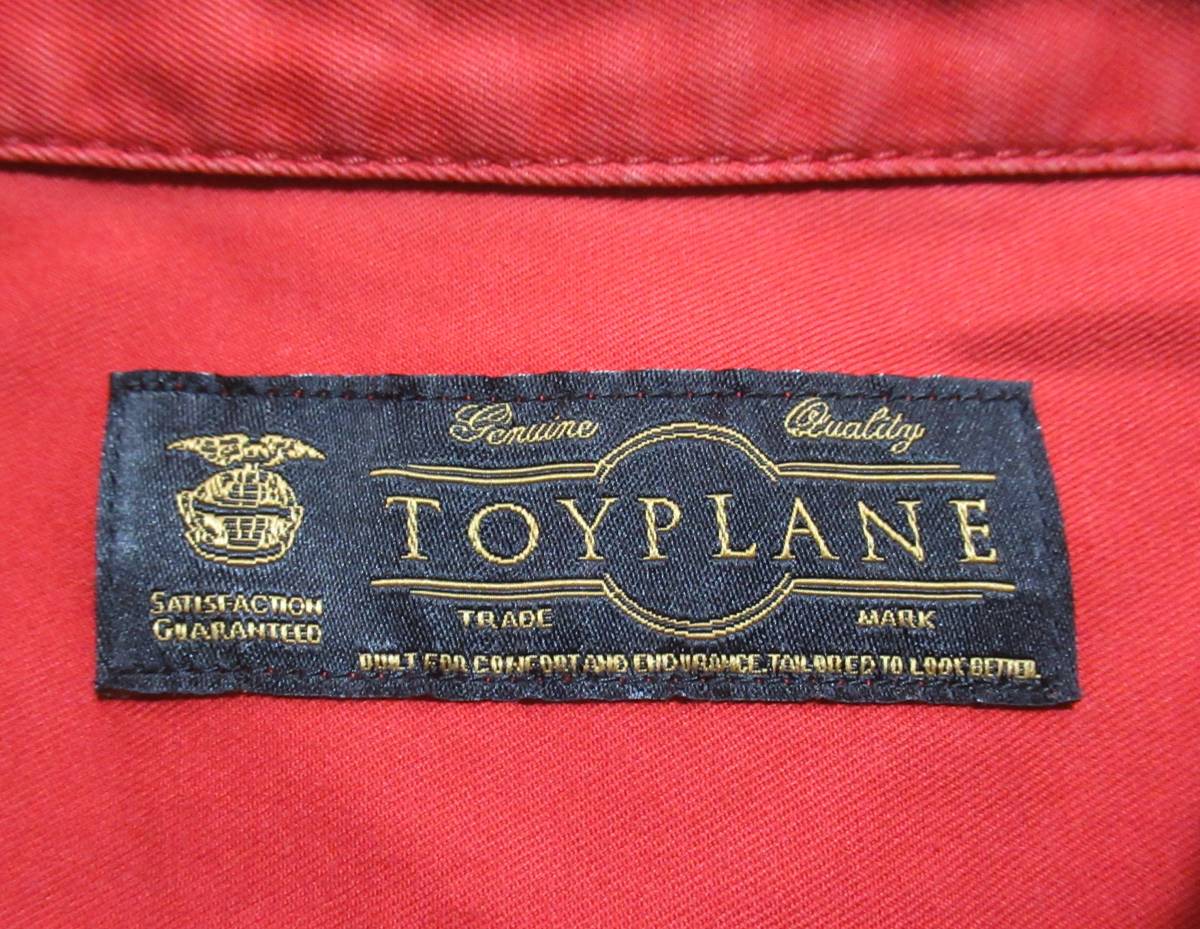 Genuine Quality
TOYPLANE
TRADE MARK
SATISFACTION
GUARANTEED
BUILT FOR COMFORT AND ENDURANCE. TAILORED TO LOOK BETTER.